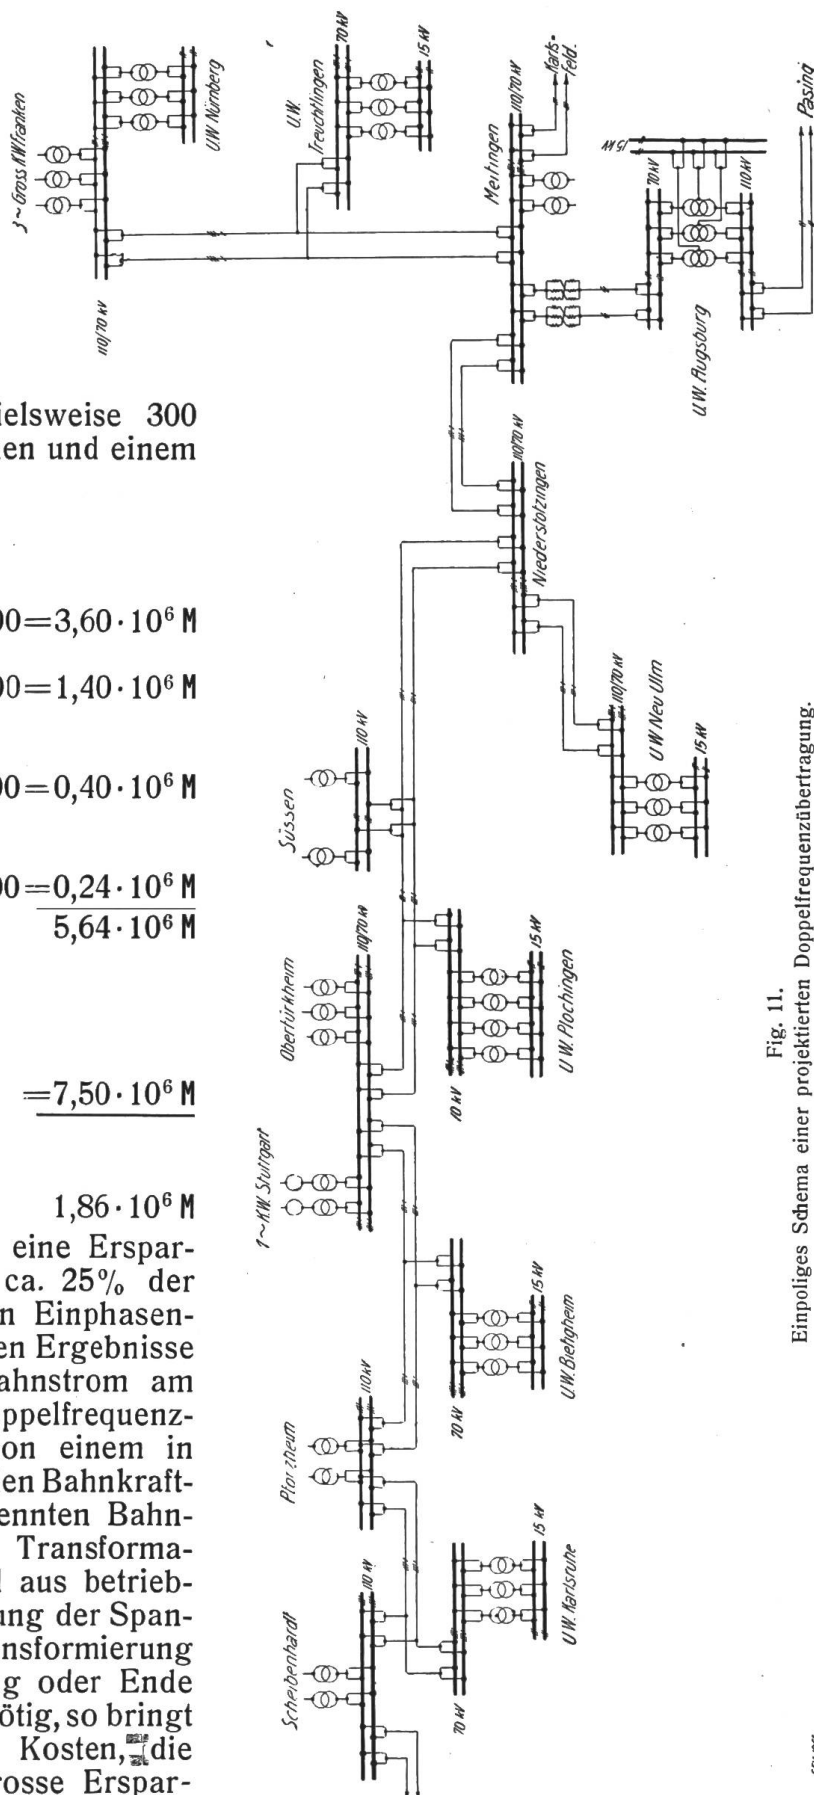 ielsweise 300
en und einem
00=3,60·10⁶ M
00=1,40·10⁶ M
00=0,40·10⁶ M
00=0,24·10⁶ M
5,64·10⁶ M
=7,50·10⁶ M
1,86·10⁶ M
eine Erspar-
ca. 25% der
n Einphasen-
en Ergebnisse
ahnstrom am
ppelfrequenz-
on einem in
en Bahnkraft-
ennten Bahn-
Transforma-
l aus betrieb-
ung der Span-
nsformierung
g oder Ende
ötig, so bringt
Kosten, die
rosse Erspar-
3~ Gross KW Franken
110/70 kV
U.W Nürnberg
U.W.
Treuchtlingen
70 kV
15 kV
Meitingen
110/70 kV
Karls-
feld.
15 kV
70 kV
110 kV
U.W. Augsburg
Pasing
Niederstotzingen
110/70 kV
110/70 kV
U W Neu Ulm
15 kV
Süssen
110 kV
Obertürkheim
110/70 kV
1~ K.W. Stuttgart
70 kV
15 kV
U W. Plochingen
70 kV
15 kV
U.W. Bietigheim
Pforzheim
110 kV
Scheibenhardt
110 kV
70 kV
15 kV
U.W. Karlsruhe
Fig. 11.
Einpoliges Schema einer projektierten Doppelfrequenzübertragung.